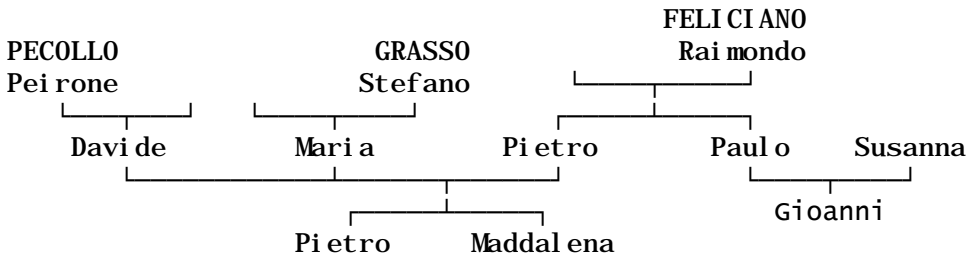 FELICIANO
PECOLLO GRASSO Raimondo
Peirone Stefano
Davide Maria Pietro Paulo Susanna
Gioanni
Pietro Maddalena